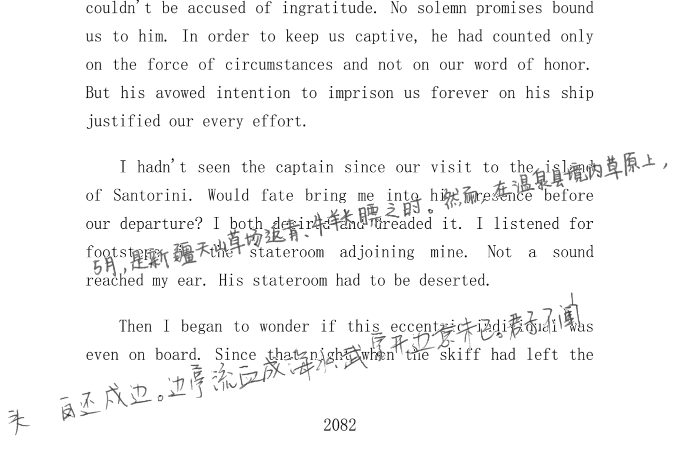 couldn't be accused of ingratitude. No solemn promises bound
us to him. In order to keep us captive, he had counted only
on the force of circumstances and not on our word of honor.
But his avowed intention to imprison us forever on his ship
justified our every effort.
I hadn't seen the captain since our visit to the island
of Santorini. Would fate bring me into his presence before
our departure? I both desired and dreaded it. I listened for
footsteps in the stateroom adjoining mine. Not a sound
reached my ear. His stateroom had to be deserted.
5月,是新疆天山草场返青、牛羊长膘之时。然而,在温泉县境内草原上,
Then I began to wonder if this eccentric individual was
even on board. Since that night when the skiff had left the
头 白还戍边。边亭流血成海水,武皇开边意未已。君不闻
2082